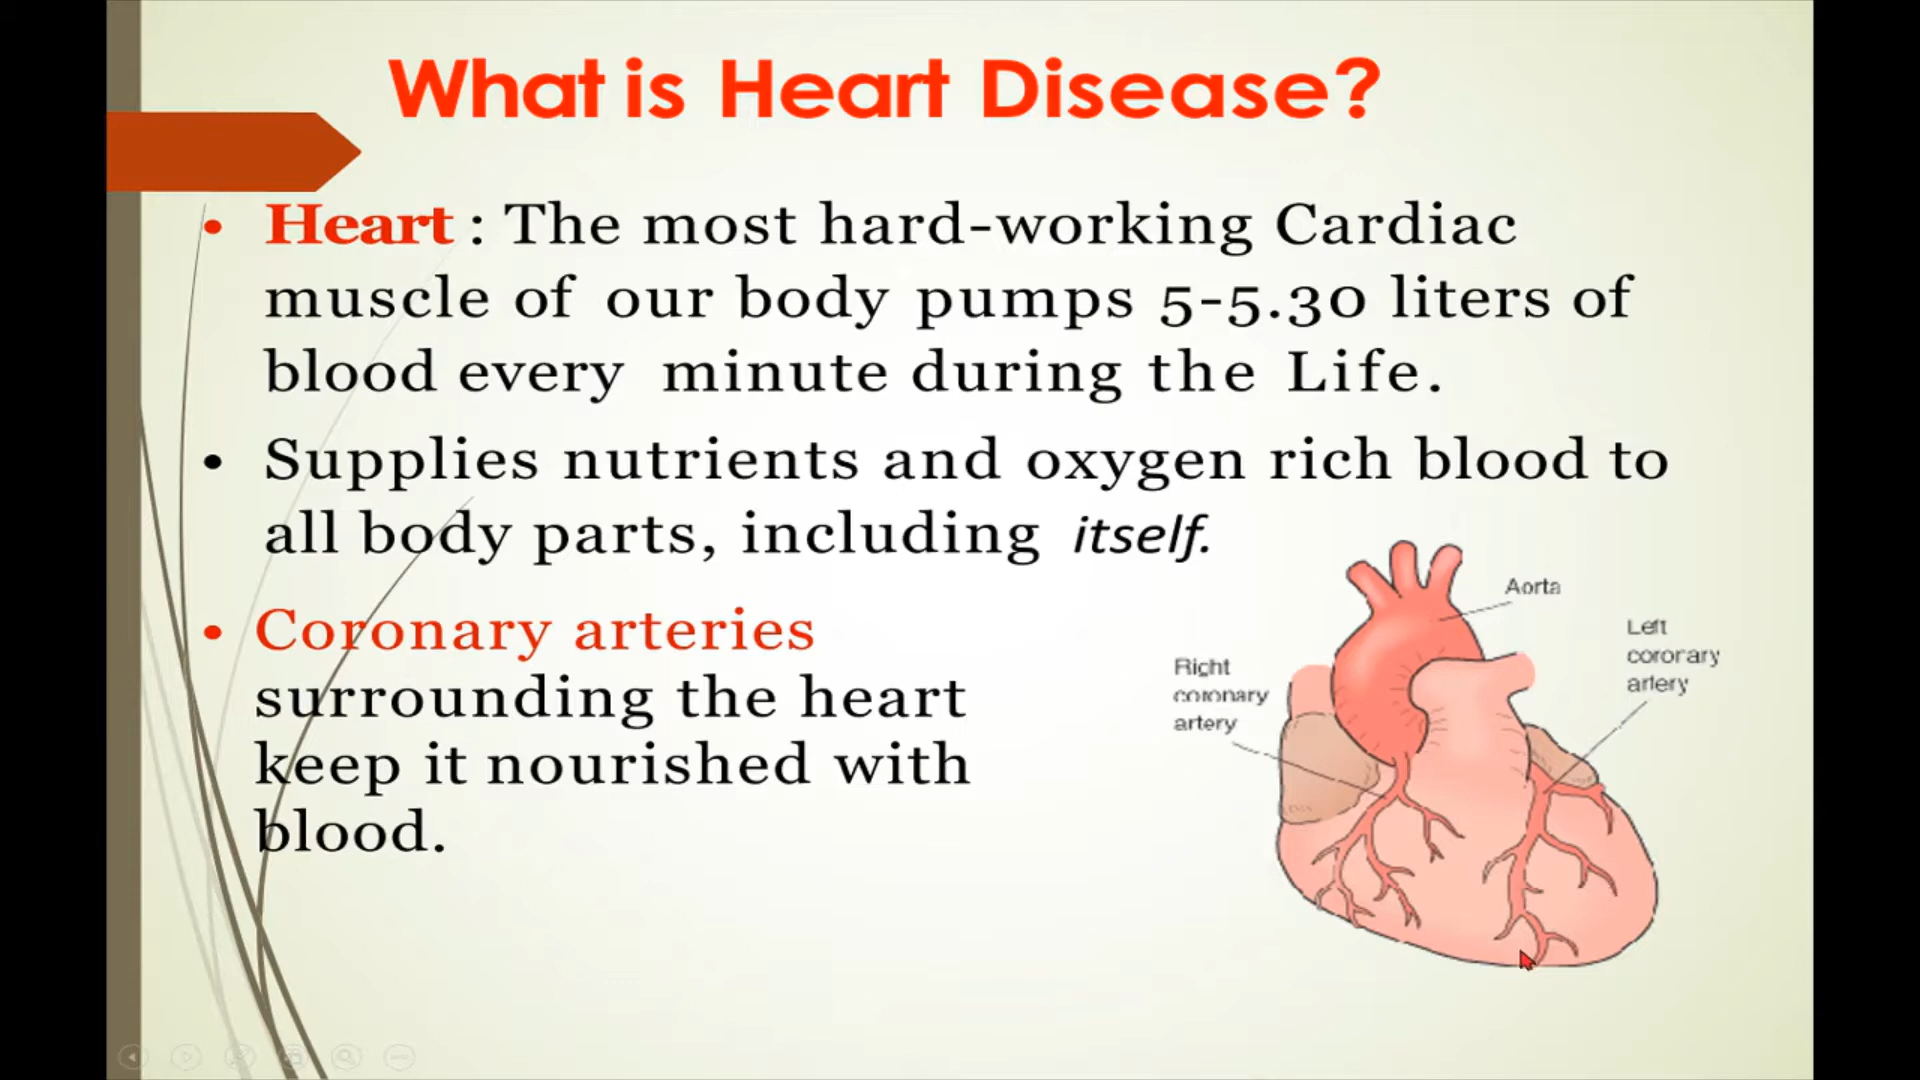 What is Heart Disease?
• Heart : The most hard-working Cardiac
muscle of our body pumps 5-5.30 liters of
blood every minute during the Life.
• Supplies nutrients and oxygen rich blood to
all body parts, including itself.
• Coronary arteries
surrounding the heart
keep it nourished with
blood.
Aorta
Left
coronary
artery
Right
coronary
artery